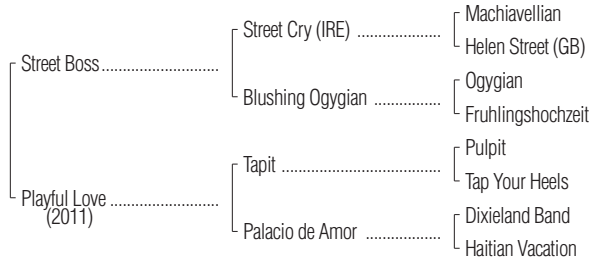 Machiavellian
Street Cry (IRE) ..................
Helen Street (GB)
Street Boss.........................
Ogygian
Blushing Ogygian ...............
Fruhlingshochzeit
Pulpit
Tapit .....................................
Tap Your Heels
Playful Love .......................
(2011)
Dixieland Band
Palacio de Amor .................
Haitian Vacation